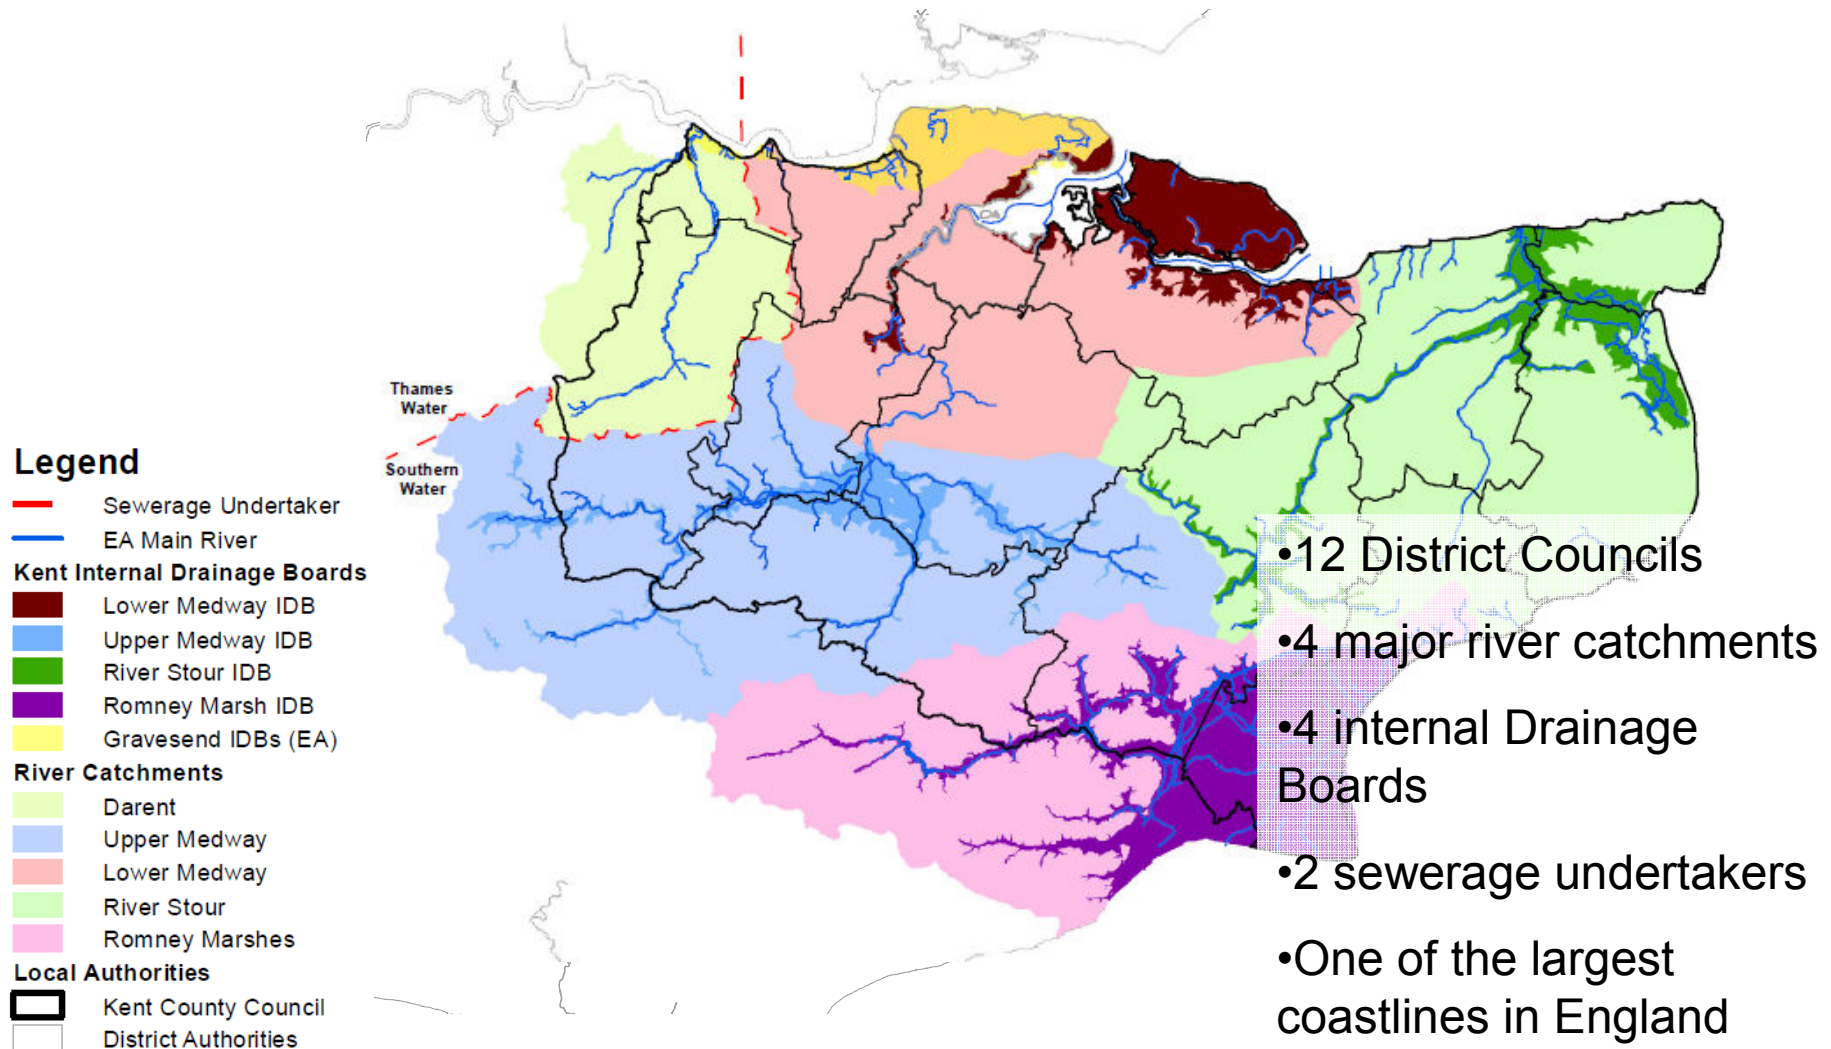 Thames
Water
Southern
Water
Legend
Sewerage Undertaker
EA Main River
Kent Internal Drainage Boards
Lower Medway IDB
Upper Medway IDB
River Stour IDB
Romney Marsh IDB
Gravesend IDBs (EA)
River Catchments
Darent
Upper Medway
Lower Medway
River Stour
Romney Marshes
Local Authorities
Kent County Council
District Authorities
•12 District Councils
•4 major river catchments
•4 internal Drainage
Boards
•2 sewerage undertakers
•One of the largest
coastlines in England